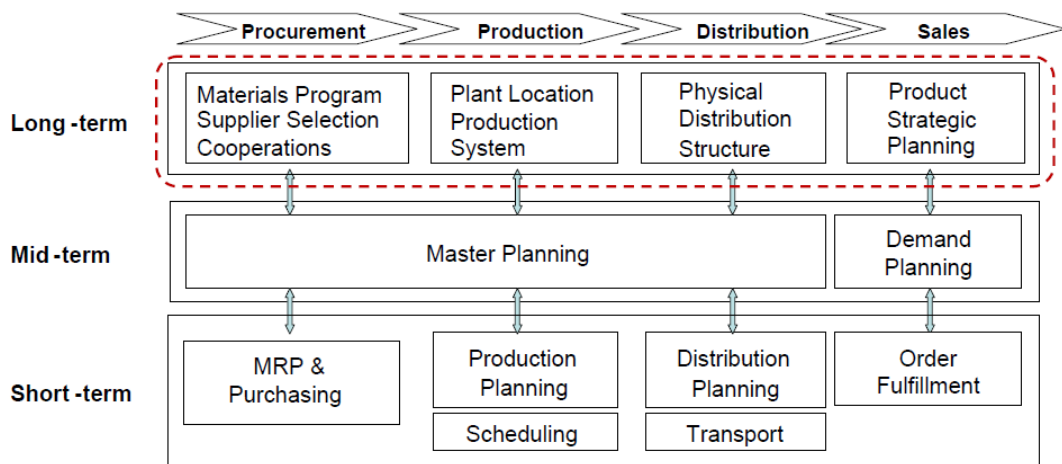 Procurement
Production
Distribution
Sales
Long -term
Materials Program
Supplier Selection
Cooperations
Plant Location
Production
System
Physical
Distribution
Structure
Product
Strategic
Planning
Mid -term
Master Planning
Demand
Planning
Short -term
MRP &
Purchasing
Production
Planning
Scheduling
Distribution
Planning
Transport
Order
Fulfillment